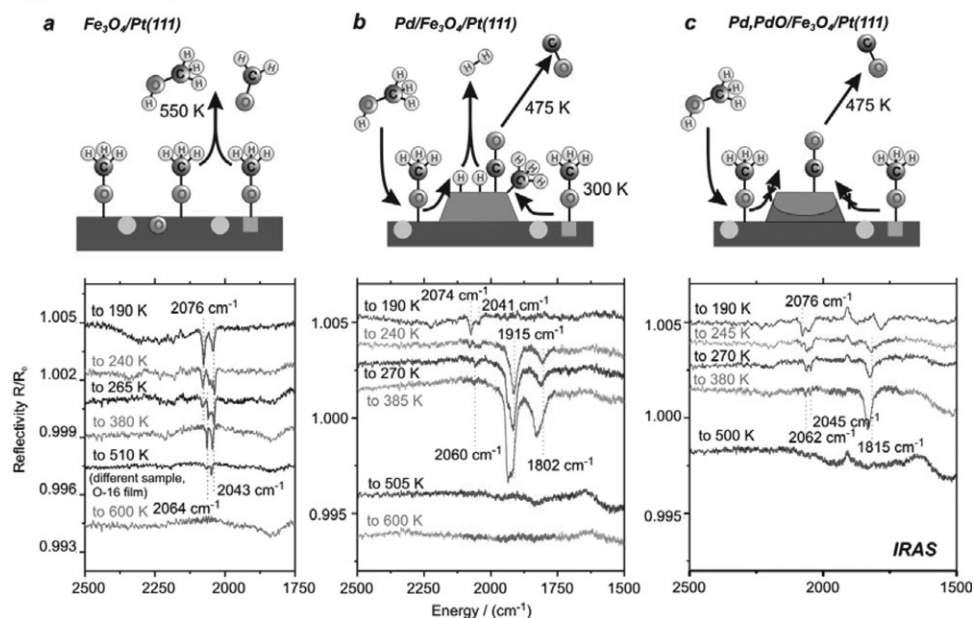 a Fe₃O₄/Pt(111)
550 K
b Pd/Fe₃O₄/Pt(111)
475 K
300 K
c Pd,PdO/Fe₃O₄/Pt(111)
475 K
Reflectivity R/R₀
1.005
1.002
0.999
0.996
0.993
to 190 K
2076 cm⁻¹
to 240 K
to 265 K
to 380 K
to 510 K
(different sample,
O-16 film)
2043 cm⁻¹
2064 cm⁻¹
to 600 K
2500 2250 2000 1750
1.005
1.000
0.995
2074 cm⁻¹
to 190 K
2041 cm⁻¹
1915 cm⁻¹
to 240 K
to 270 K
to 385 K
2060 cm⁻¹
1802 cm⁻¹
to 505 K
to 600 K
2500 2000 1500
Energy / (cm⁻¹)
1.005
1.000
0.995
to 190 K
2076 cm⁻¹
to 245 K
to 270 K
to 380 K
2045 cm⁻¹
2062 cm⁻¹
1815 cm⁻¹
to 500 K
IRAS
2500 2000 1500